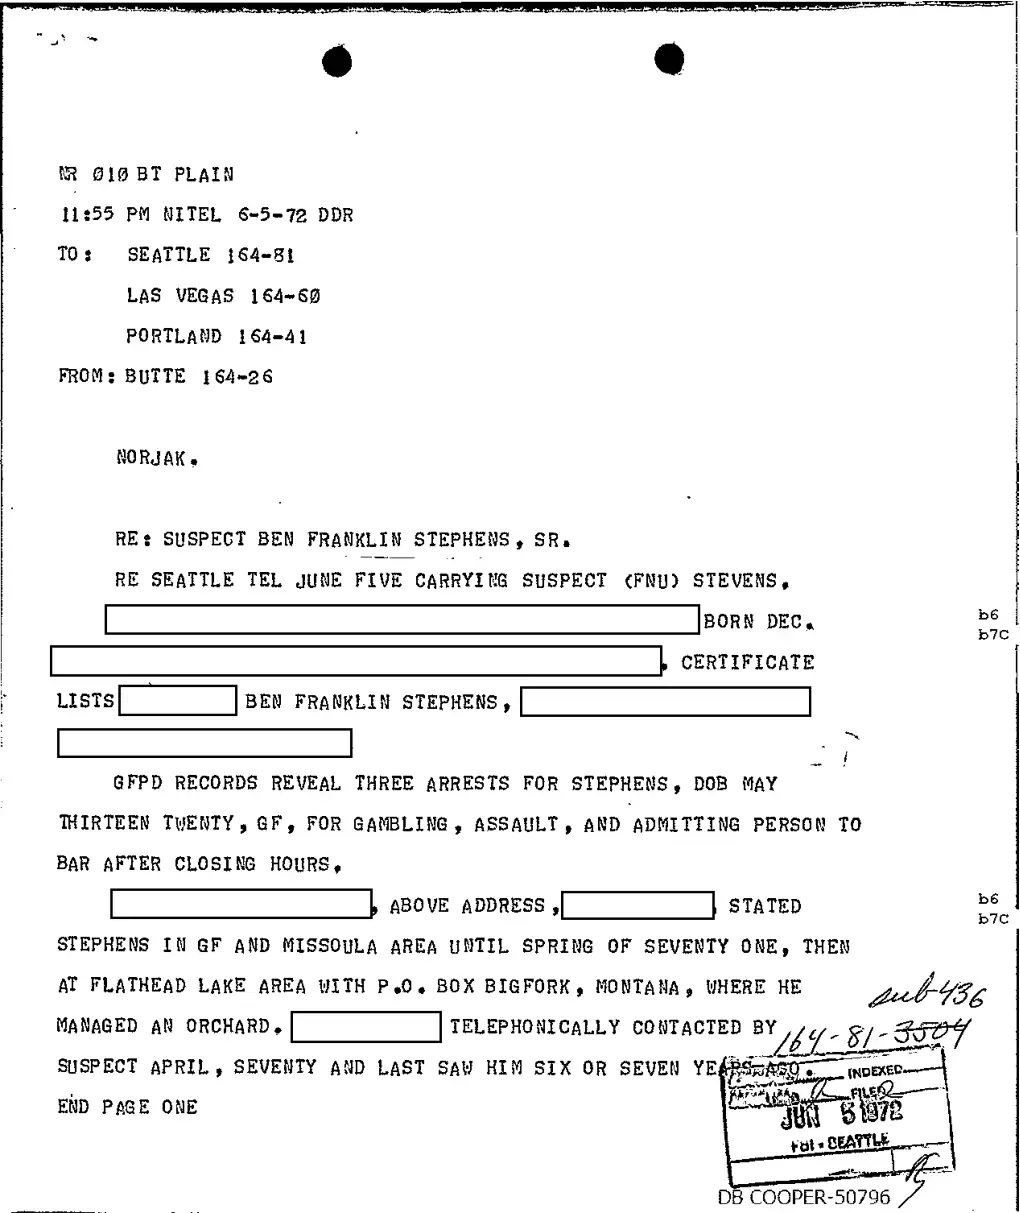 NR 010 BT PLAIN
11:55 PM NITEL 6-5-72 DDR
TO: SEATTLE 164-81
LAS VEGAS 164-60
PORTLAND 164-41
FROM: BUTTE 164-26
NORJAK.
RE: SUSPECT BEN FRANKLIN STEPHENS, SR.
RE SEATTLE TEL JUNE FIVE CARRYING SUSPECT (FNU) STEVENS.
BORN DEC.
b6
b7C
, CERTIFICATE
LISTS BEN FRANKLIN STEPHENS,
GFPD RECORDS REVEAL THREE ARRESTS FOR STEPHENS, DOB MAY
THIRTEEN TWENTY, GF, FOR GAMBLING, ASSAULT, AND ADMITTING PERSON TO
BAR AFTER CLOSING HOURS.
, ABOVE ADDRESS, STATED
b6
b7C
STEPHENS IN GF AND MISSOULA AREA UNTIL SPRING OF SEVENTY ONE, THEN
AT FLATHEAD LAKE AREA WITH P.O. BOX BIGFORK, MONTANA, WHERE HE
sub-436
MANAGED AN ORCHARD. TELEPHONICALLY CONTACTED BY
164-81-3504
SUSPECT APRIL, SEVENTY AND LAST SAW HIM SIX OR SEVEN YEARS AGO.
INDEXED
FILED
END PAGE ONE
JUN 5 1972
FBI - SEATTLE
DB COOPER-50796